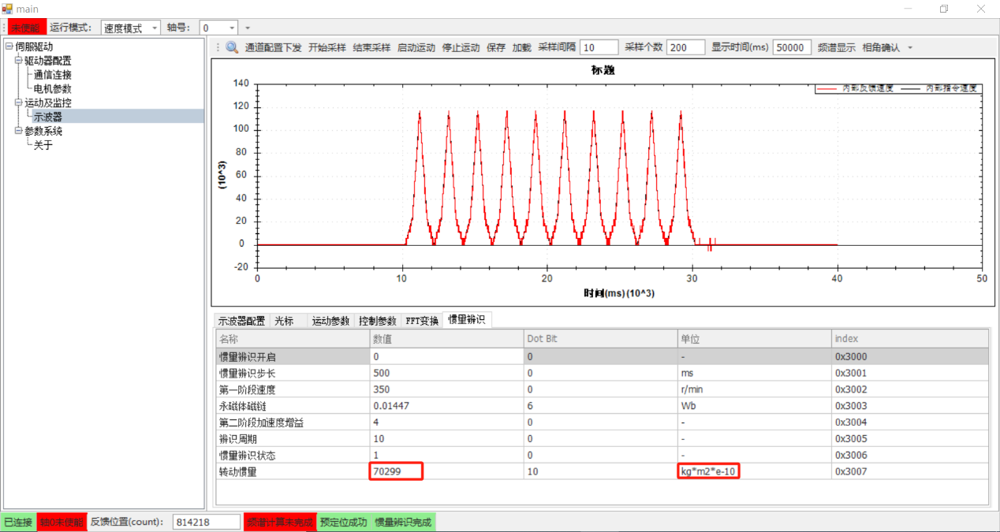 main
未使能 运行模式: 速度模式 轴号: 0
伺服驱动
驱动器配置
通信连接
电机参数
运动及监控
示波器
参数系统
关于
通道配置下发 开始采样 结束采样 启动运动 停止运动 保存 加载 采样间隔 10 采样个数 200 显示时间(ms) 50000 频谱显示 相角确认
标题
内部反馈速度 内部指令速度
140
120
100
80
60
40
20
0
-20
(10^3)
0 10 20 30 40 50
时间(ms)(10^3)
示波器配置 光标 运动参数 控制参数 FFT变换 惯量辨识
名称 数值 Dot Bit 单位 index
惯量辨识开启 0 0 - 0x3000
惯量辨识步长 500 0 ms 0x3001
第一阶段速度 350 0 r/min 0x3002
永磁体磁链 0.01447 6 Wb 0x3003
第二阶段加速度增益 4 0 - 0x3004
辨识周期 10 0 - 0x3005
惯量辨识状态 1 0 - 0x3006
转动惯量 70299 10 kg*m2*e-10 0x3007
已连接 轴0未使能 反馈位置(count): 814218 频谱计算未完成 预定位成功 惯量辨识完成